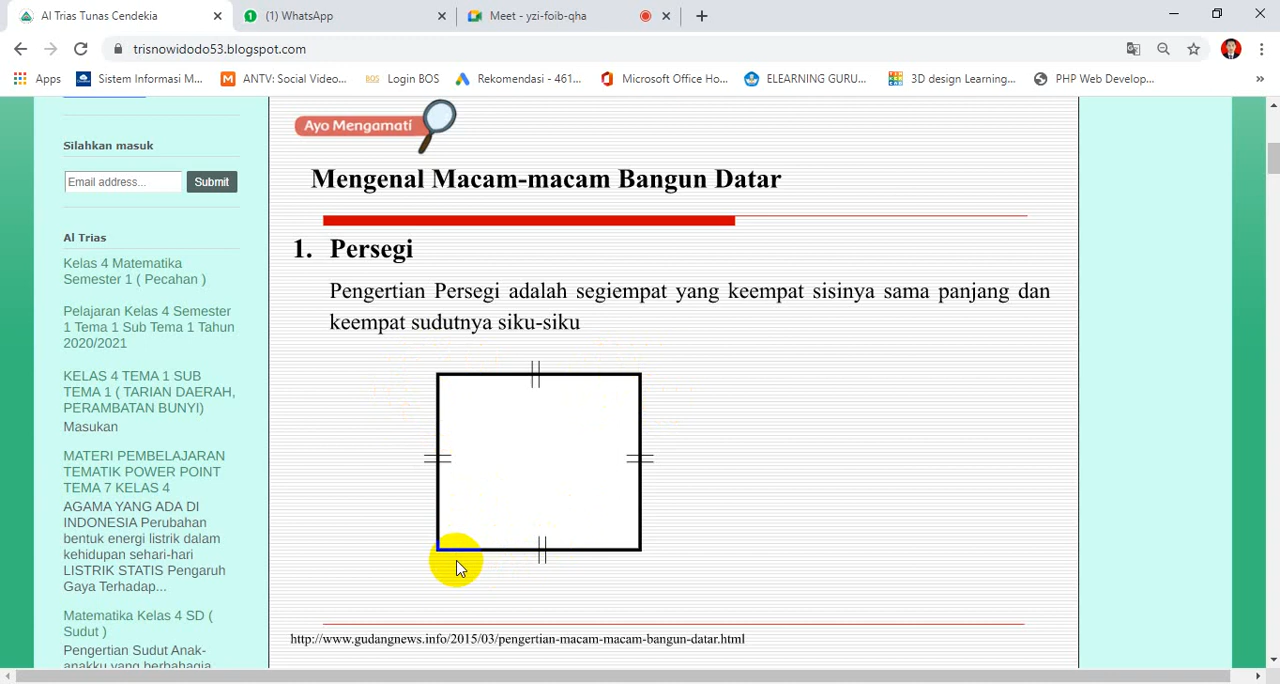 Al Trias Tunas Cendekia
(1) WhatsApp
Meet - yzi-foib-qha
trisnowidodo53.blogspot.com
Apps
Sistem Informasi M...
ANTV: Social Video...
Login BOS
Rekomendasi - 461...
Microsoft Office Ho...
ELEARNING GURU...
3D design Learning...
PHP Web Develop...
»
Silahkan masuk
Email address...
Submit
Al Trias
Kelas 4 Matematika
Semester 1 ( Pecahan )
Pelajaran Kelas 4 Semester
1 Tema 1 Sub Tema 1 Tahun
2020/2021
KELAS 4 TEMA 1 SUB
TEMA 1 ( TARIAN DAERAH,
PERAMBATAN BUNYI)
Masukan
MATERI PEMBELAJARAN
TEMATIK POWER POINT
TEMA 7 KELAS 4
AGAMA YANG ADA DI
INDONESIA Perubahan
bentuk energi listrik dalam
kehidupan sehari-hari
LISTRIK STATIS Pengaruh
Gaya Terhadap...
Matematika Kelas 4 SD (
Sudut )
Pengertian Sudut Anak-
anakku yang berbahagia
Ayo Mengamati
Mengenal Macam-macam Bangun Datar
1. Persegi
Pengertian Persegi adalah segiempat yang keempat sisinya sama panjang dan
keempat sudutnya siku-siku
http://www.gudangnews.info/2015/03/pengertian-macam-macam-bangun-datar.html